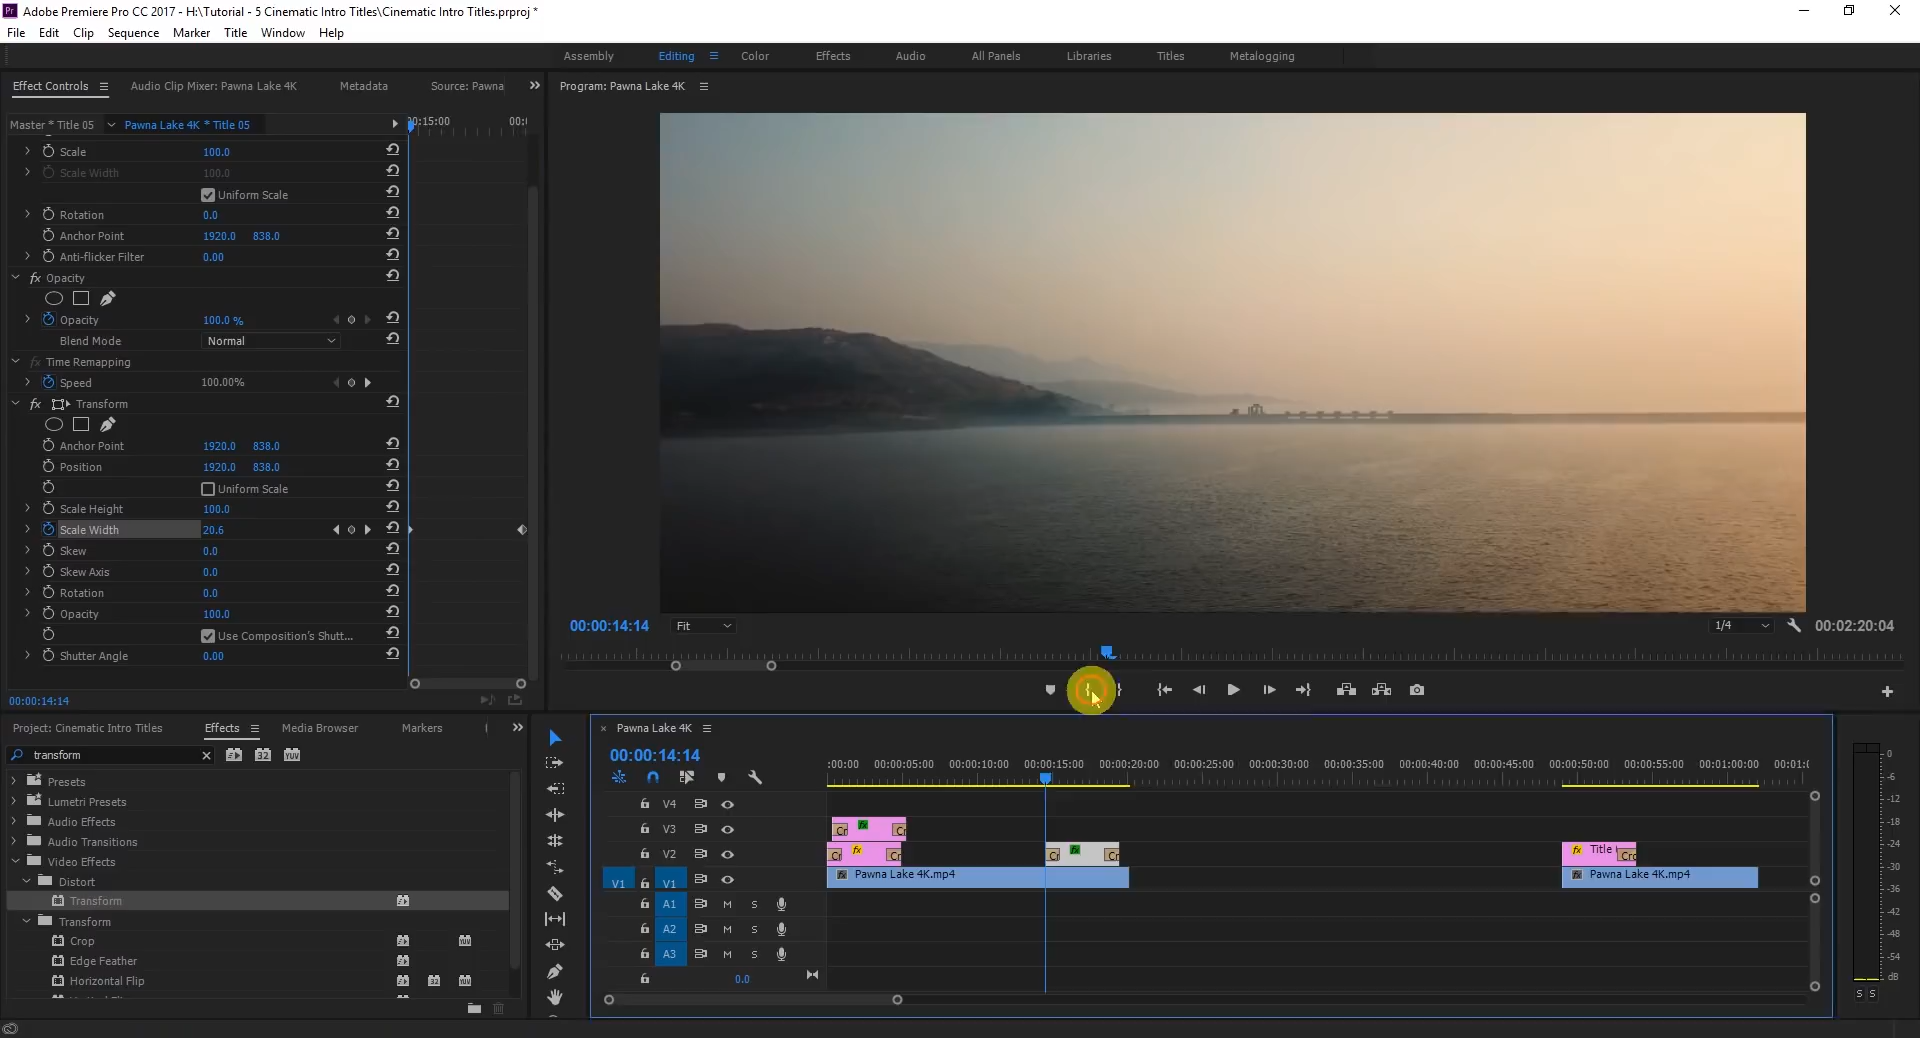 Adobe Premiere Pro CC 2017 - H:\Tutorial - 5 Cinematic Intro Titles\Cinematic Intro Titles.prproj *
File Edit Clip Sequence Marker Title Window Help
Assembly Editing Color Effects Audio All Panels Libraries Titles Metalogging
Effect Controls Audio Clip Mixer: Pawna Lake 4K Metadata Source: Pawna
Program: Pawna Lake 4K
Master * Title 05 Pawna Lake 4K * Title 05
Scale 100.0
Scale Width 100.0
Uniform Scale
Rotation 0.0
Anchor Point 1920.0 838.0
Anti-flicker Filter 0.00
fx Opacity
Opacity 100.0 %
Blend Mode Normal
fx Time Remapping
Speed 100.00%
fx Transform
Anchor Point 1920.0 838.0
Position 1920.0 838.0
Uniform Scale
Scale Height 100.0
Scale Width 20.6
Skew 0.0
Skew Axis 0.0
Rotation 0.0
Opacity 100.0
Use Composition's Shutt...
Shutter Angle 0.00
00:00:14:14
00:00:14:14 Fit 1/4 00:02:20:04
Project: Cinematic Intro Titles Effects Media Browser Markers
transform
Presets
Lumetri Presets
Audio Effects
Audio Transitions
Video Effects
Distort
Transform
Transform
Crop
Edge Feather
Horizontal Flip
Pawna Lake 4K
00:00:14:14
:00:00 00:00:05:00 00:00:10:00 00:00:15:00 00:00:20:00 00:00:25:00 00:00:30:00 00:00:35:00 00:00:40:00 00:00:45:00 00:00:50:00 00:00:55:00 00:01:00:00
V4
V3
V2 Title
V1 V1 Pawna Lake 4K.mp4 Pawna Lake 4K.mp4
A1 M S
A2 M S
A3 M S
0.0
0
-6
-12
-18
-24
-30
-36
-42
-48
-54
dB
S S